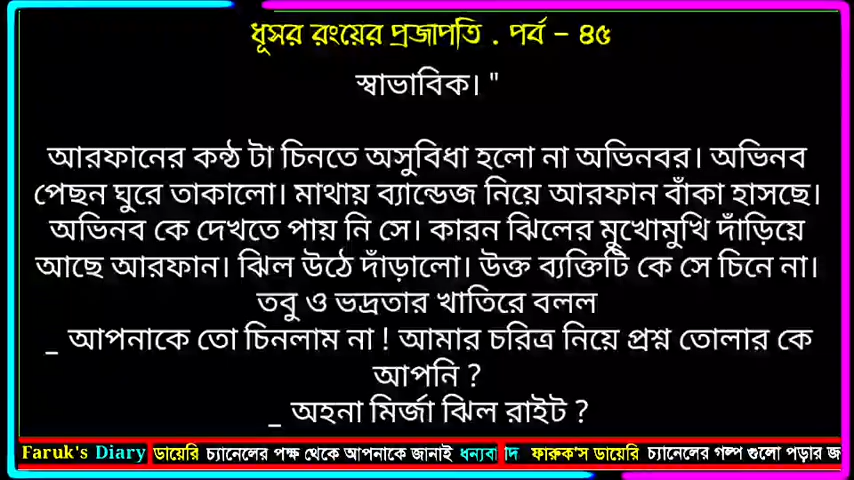 ধূসর রংয়ের প্রজাপতি . পর্ব – ৪৫
স্বাভাবিক। "
আরফানের কন্ঠ টা চিনতে অসুবিধা হলো না অভিনবর। অভিনব
পেছন ঘুরে তাকালো। মাথায় ব্যান্ডেজ নিয়ে আরফান বাঁকা হাসছে।
অভিনব কে দেখতে পায় নি সে। কারন ঝিলের মুখোমুখি দাঁড়িয়ে
আছে আরফান। ঝিল উঠে দাঁড়ালো। উক্ত ব্যক্তিটি কে সে চিনে না।
তবু ও ভদ্রতার খাতিরে বলল
_ আপনাকে তো চিনলাম না ! আমার চরিত্র নিয়ে প্রশ্ন তোলার কে
আপনি ?
_ অহনা মির্জা ঝিল রাইট ?
Faruk's Diary ডায়েরি চ্যানেলের পক্ষ থেকে আপনাকে জানাই ধন্যবাদ ফারুক'স ডায়েরি চ্যানেলের গল্প গুলো পড়ার জ